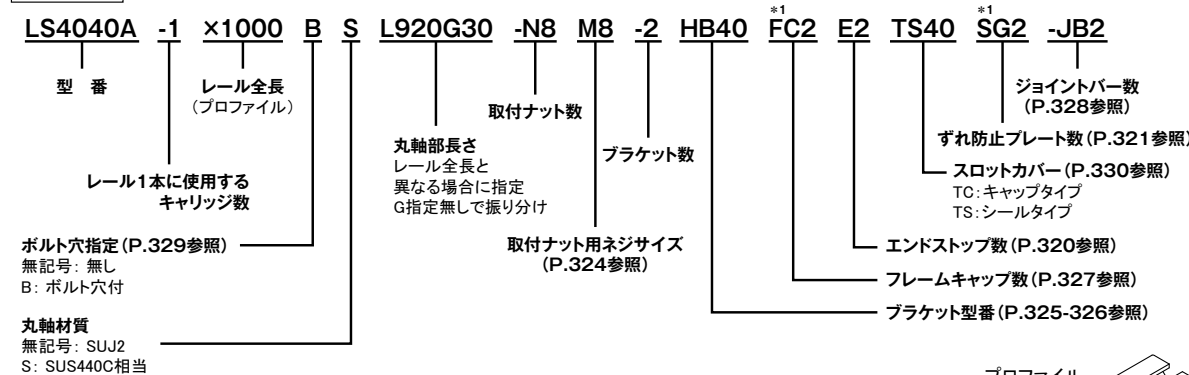 *1 *1
LS4040A -1 ×1000 B S L920G30 -N8 M8 -2 HB40 FC2 E2 TS40 SG2 -JB2
型 番
レール全長
(プロファイル)
レール1本に使用する
キャリッジ数
ボルト穴指定(P.329参照)
無記号: 無し
B: ボルト穴付
丸軸材質
無記号: SUJ2
S: SUS440C相当
丸軸部長さ
レール全長と
異なる場合に指定
G指定無しで振り分け
取付ナット数
取付ナット用ネジサイズ
(P.324参照)
ブラケット数
ジョイントバー数
(P.328参照)
ずれ防止プレート数(P.321参照)
スロットカバー(P.330参照)
TC:キャップタイプ
TS:シールタイプ
エンドストップ数(P.320参照)
フレームキャップ数(P.327参照)
ブラケット型番(P.325-326参照)
プロファイル